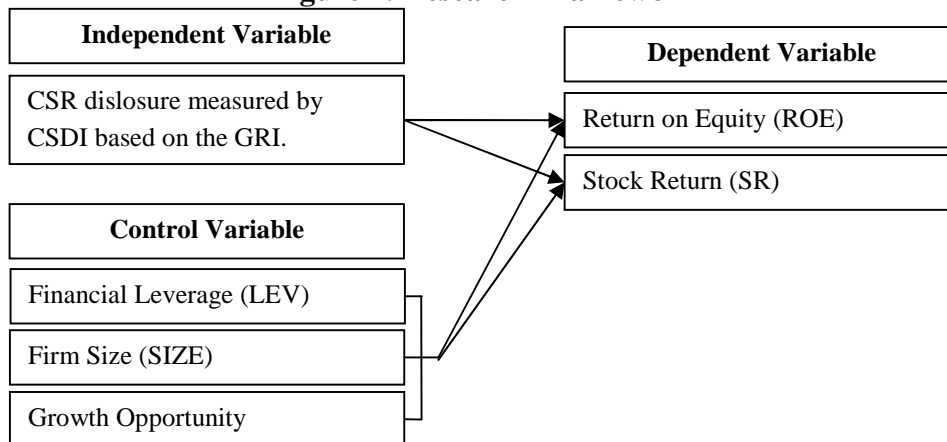 Independent Variable
CSR dislosure measured by
CSDI based on the GRI.
Control Variable
Financial Leverage (LEV)
Firm Size (SIZE)
Growth Opportunity
Dependent Variable
Return on Equity (ROE)
Stock Return (SR)